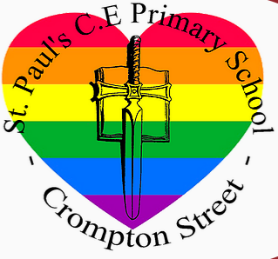 St. Paul's C.E Primary School
- Crompton Street -